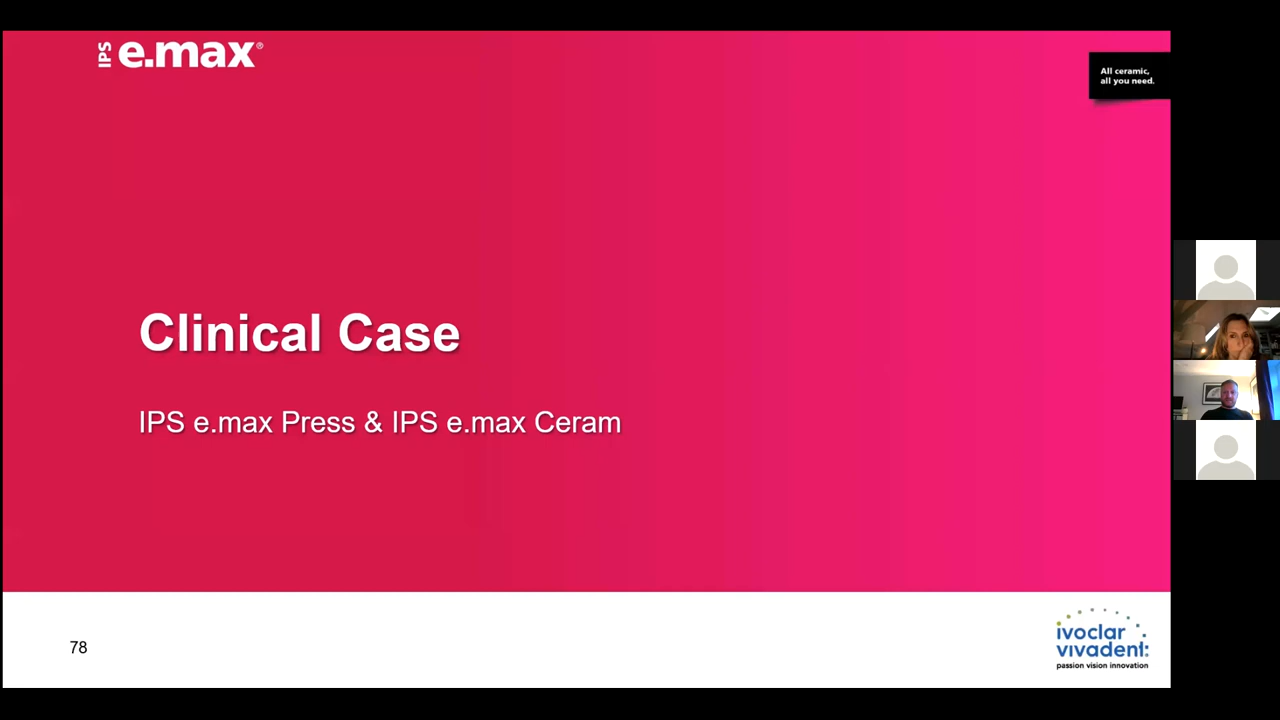 IPS e.max®
All ceramic,
all you need.
Clinical Case
IPS e.max Press & IPS e.max Ceram
78
ivoclar
vivadent:
passion vision innovation